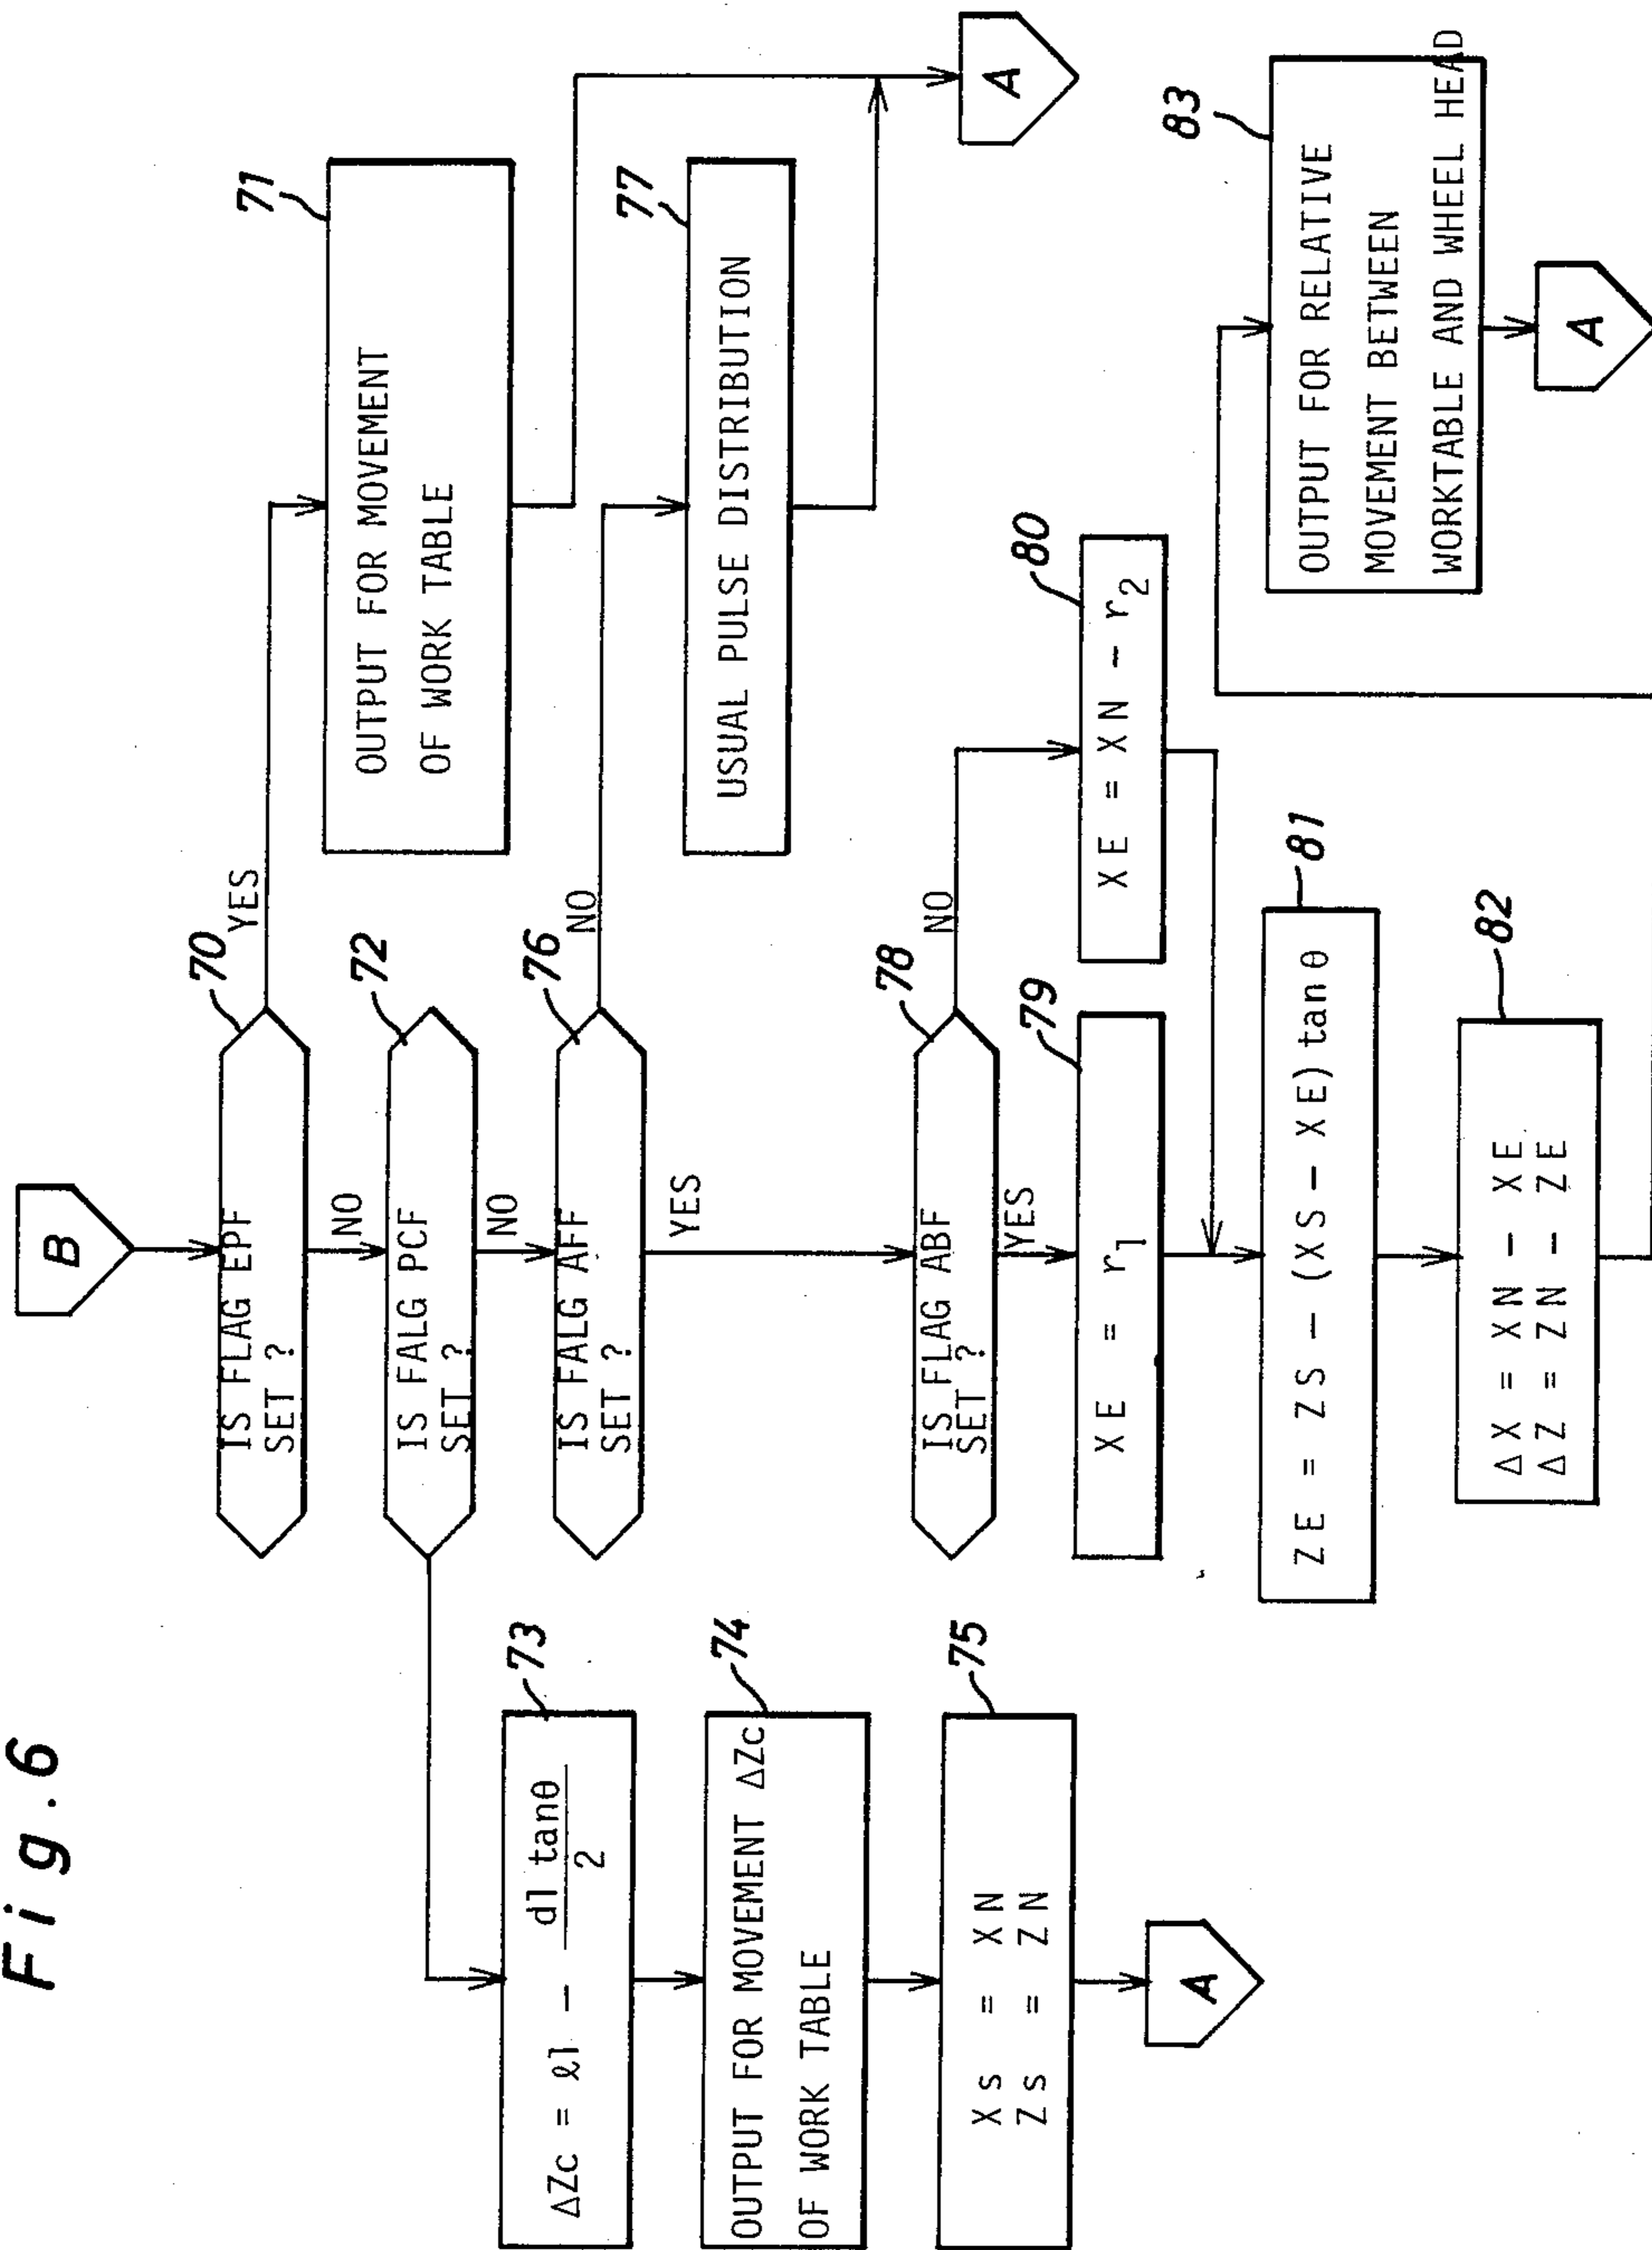 Fig.6
B
IS FLAG EPF
SET ?
70
YES
NO
OUTPUT FOR MOVEMENT
OF WORK TABLE
71
IS FALG PCF
SET ?
72
NO
ΔZc = ℓ1 − dl tanθ
2
73
OUTPUT FOR MOVEMENT ΔZc
OF WORK TABLE
74
Xs = XN
Zs = ZN
75
A
IS FALG AFF
SET ?
76
NO
YES
USUAL PULSE DISTRIBUTION
77
A
IS FLAG ABF
SET ?
78
NO
YES
XE = r1
79
XE = XN − r2
80
ZE = ZS − (XS − XE) tan θ
81
ΔX = XN − XE
ΔZ = ZN − ZE
82
OUTPUT FOR RELATIVE
MOVEMENT BETWEEN
WORKTABLE AND WHEEL HEAD
83
A